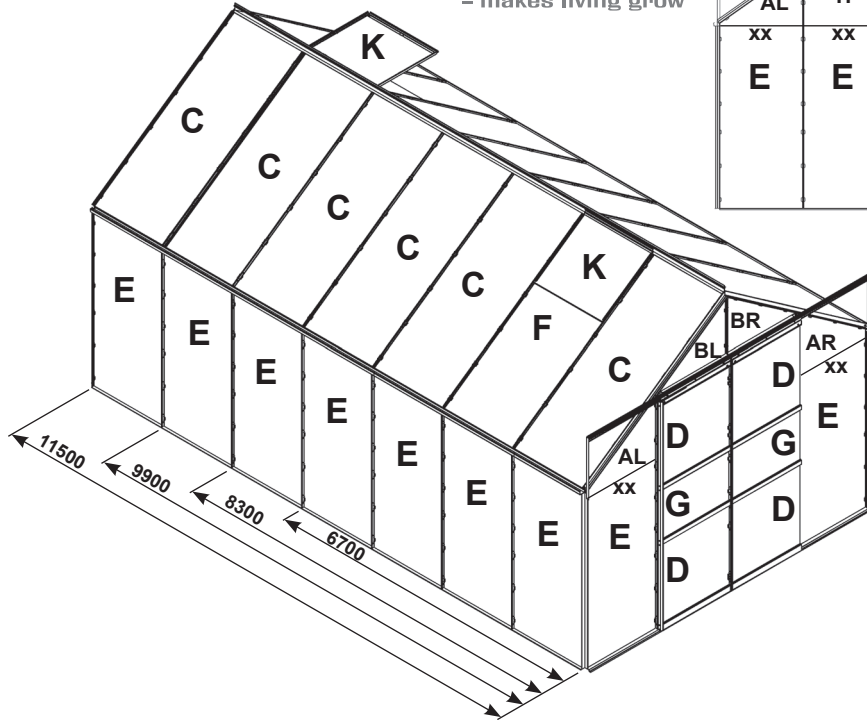 – makes living grow
AL
xx xx
E E
K
C
C
C
C
C
K
F
C
E
E
E
E
E
E
E
BR
BL
AR
xx
D
E
D
G
G
D
D
AL
xx
E
11500
9900
8300
6700